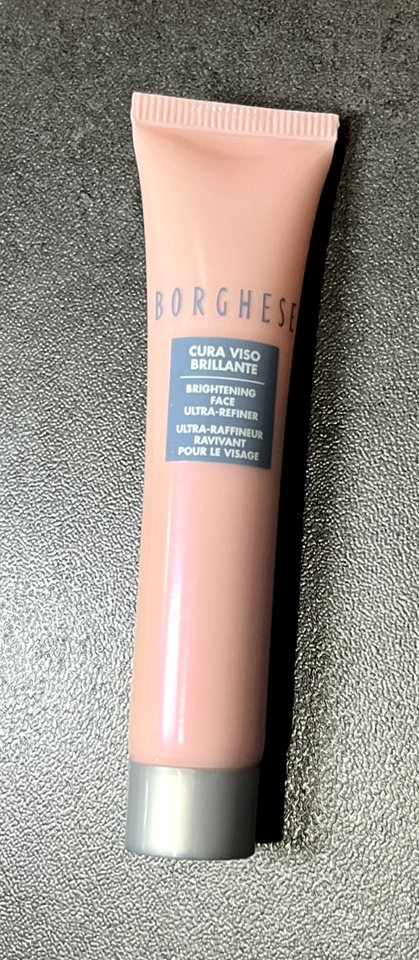 BORGHESE
CURA VISO
BRILLANTE
BRIGHTENING
FACE
ULTRA-REFINER
ULTRA-RAFFINEUR
RAVIVANT
POUR LE VISAGE